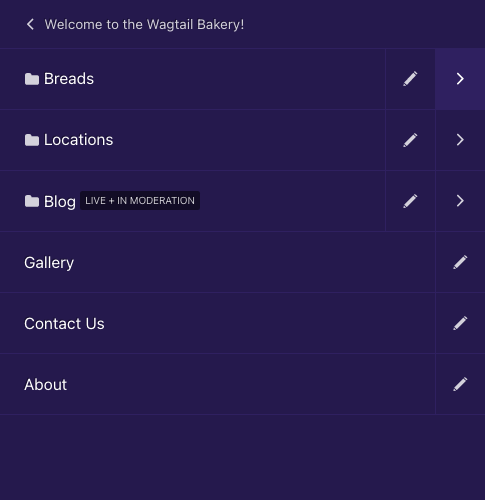 Welcome to the Wagtail Bakery!
Breads
Locations
Blog LIVE + IN MODERATION
Gallery
Contact Us
About